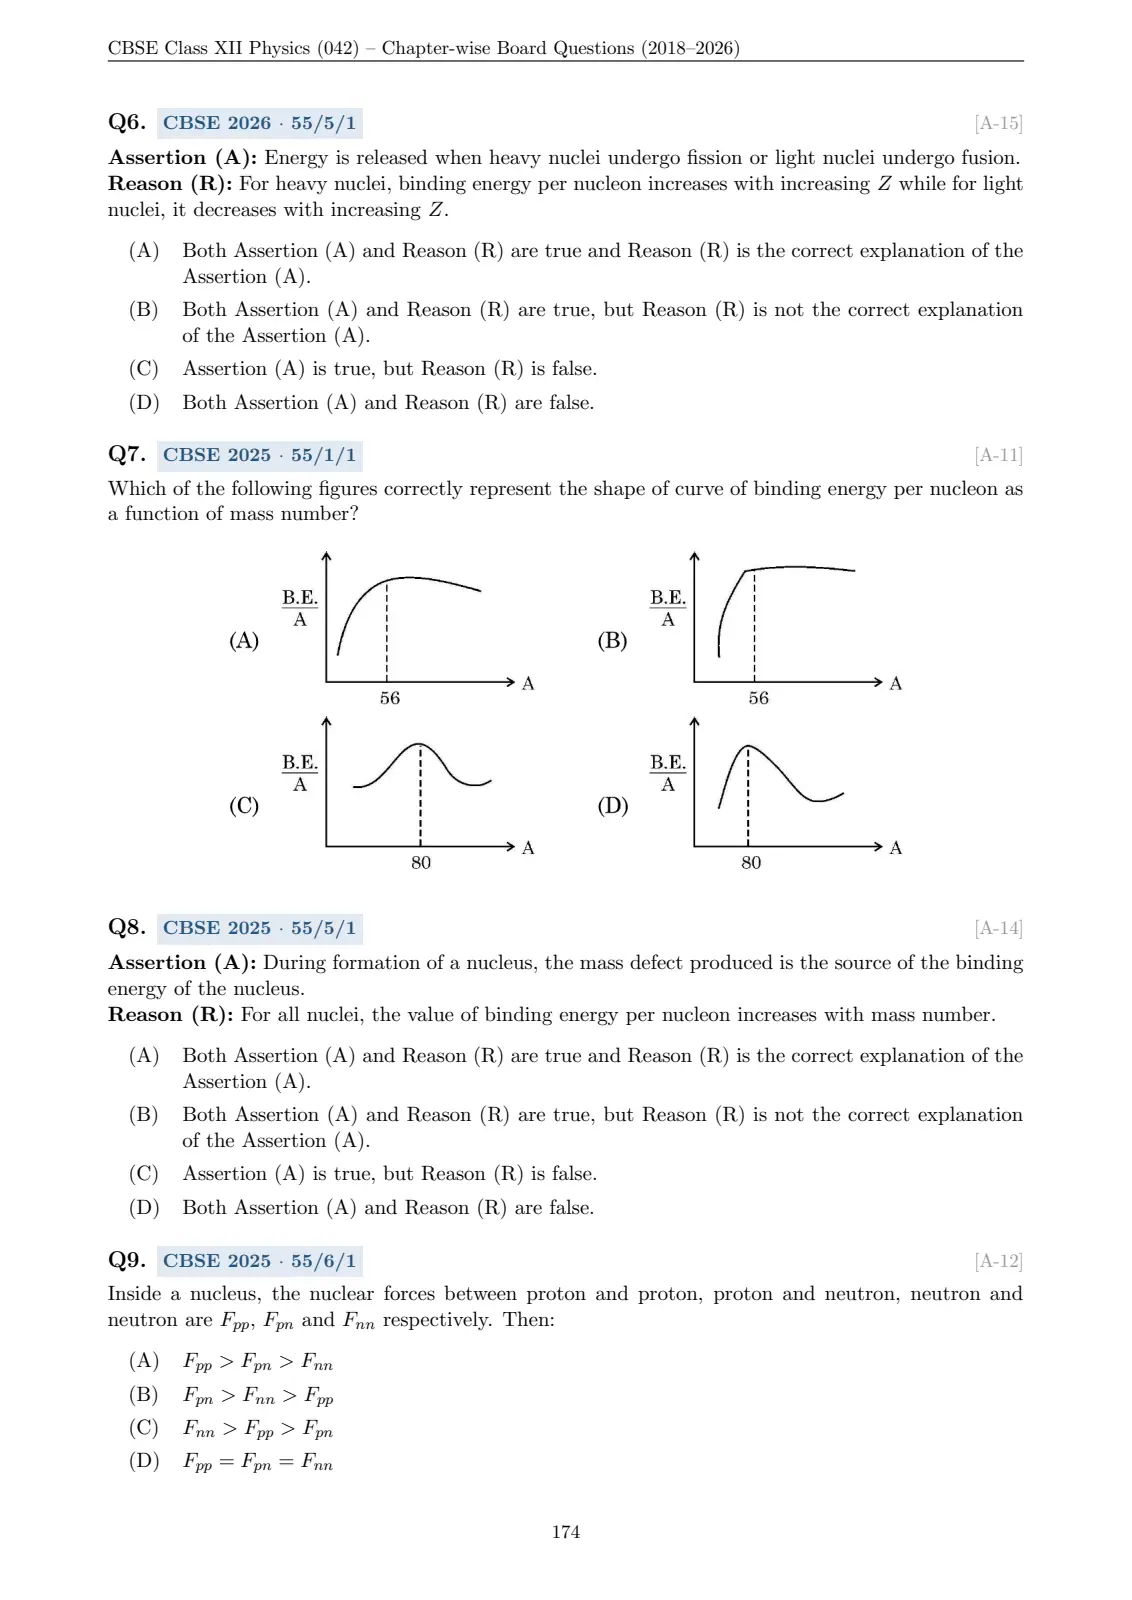 CBSE Class XII Physics (042) – Chapter-wise Board Questions (2018–2026)
Q6. CBSE 2026 · 55/5/1 [A-15]
Assertion (A): Energy is released when heavy nuclei undergo fission or light nuclei undergo fusion.
Reason (R): For heavy nuclei, binding energy per nucleon increases with increasing Z while for light
nuclei, it decreases with increasing Z.
(A) Both Assertion (A) and Reason (R) are true and Reason (R) is the correct explanation of the
Assertion (A).
(B) Both Assertion (A) and Reason (R) are true, but Reason (R) is not the correct explanation
of the Assertion (A).
(C) Assertion (A) is true, but Reason (R) is false.
(D) Both Assertion (A) and Reason (R) are false.
Q7. CBSE 2025 · 55/1/1 [A-11]
Which of the following figures correctly represent the shape of curve of binding energy per nucleon as
a function of mass number?
(A)
B.E.
A
A
56
(B)
B.E.
A
A
56
(C)
B.E.
A
A
80
(D)
B.E.
A
A
80
Q8. CBSE 2025 · 55/5/1 [A-14]
Assertion (A): During formation of a nucleus, the mass defect produced is the source of the binding
energy of the nucleus.
Reason (R): For all nuclei, the value of binding energy per nucleon increases with mass number.
(A) Both Assertion (A) and Reason (R) are true and Reason (R) is the correct explanation of the
Assertion (A).
(B) Both Assertion (A) and Reason (R) are true, but Reason (R) is not the correct explanation
of the Assertion (A).
(C) Assertion (A) is true, but Reason (R) is false.
(D) Both Assertion (A) and Reason (R) are false.
Q9. CBSE 2025 · 55/6/1 [A-12]
Inside a nucleus, the nuclear forces between proton and proton, proton and neutron, neutron and
neutron are Fpp, Fpn and Fnn respectively. Then:
(A) Fpp > Fpn > Fnn
(B) Fpn > Fnn > Fpp
(C) Fnn > Fpp > Fpn
(D) Fpp = Fpn = Fnn
174